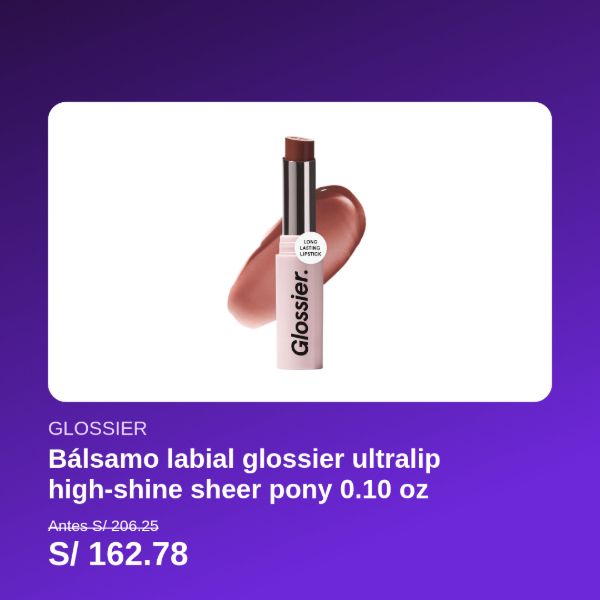 LONG
LASTING
LIPSTICK
Glossier.
GLOSSIER
Bálsamo labial glossier ultralip
high-shine sheer pony 0.10 oz
Antes S/ 206.25
S/ 162.78